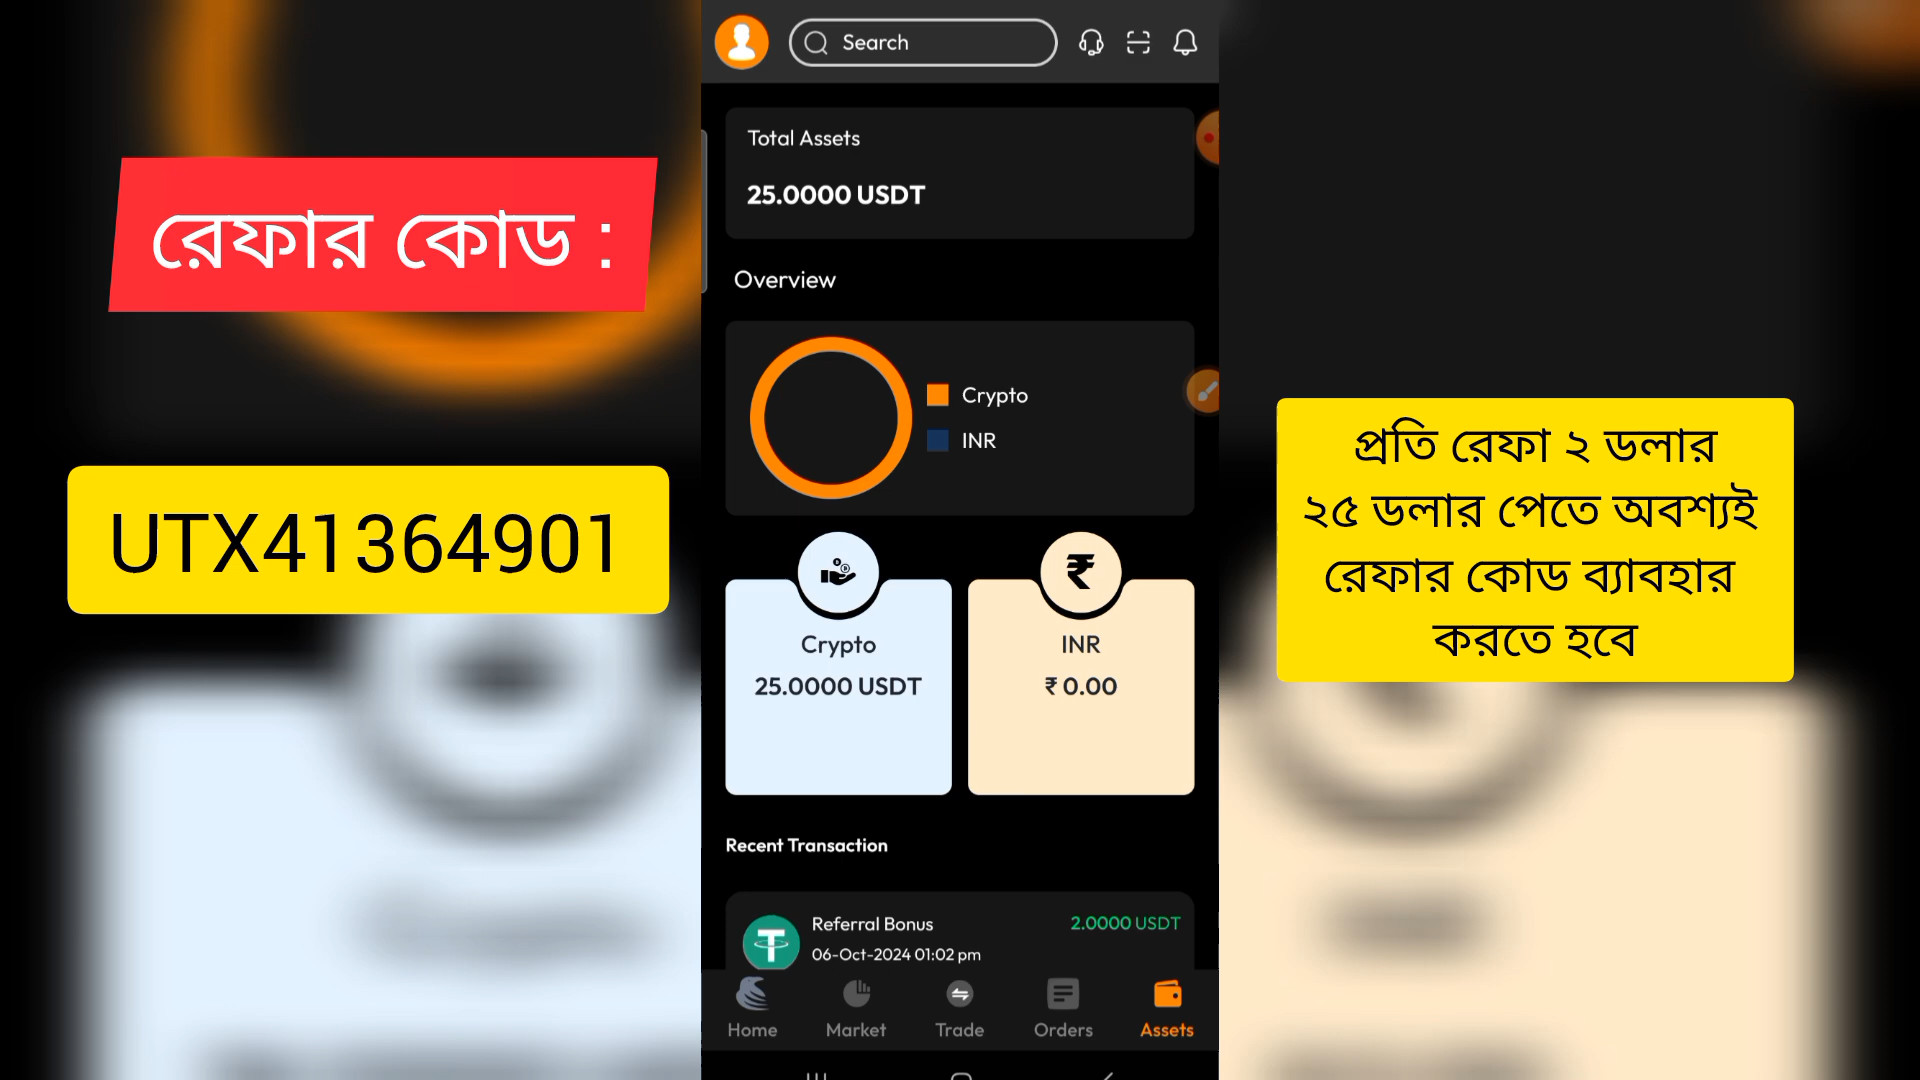 Search
Total Assets
25.0000 USDT
Overview
Crypto
INR
Crypto
25.0000 USDT
INR
₹ 0.00
Recent Transaction
Referral Bonus
2.0000 USDT
06-Oct-2024 01:02 pm
Home
Market
Trade
Orders
Assets
রেফার কোড :
UTX41364901
প্রতি রেফা ২ ডলার
২৫ ডলার পেতে অবশ্যই
রেফার কোড ব্যাবহার
করতে হবে